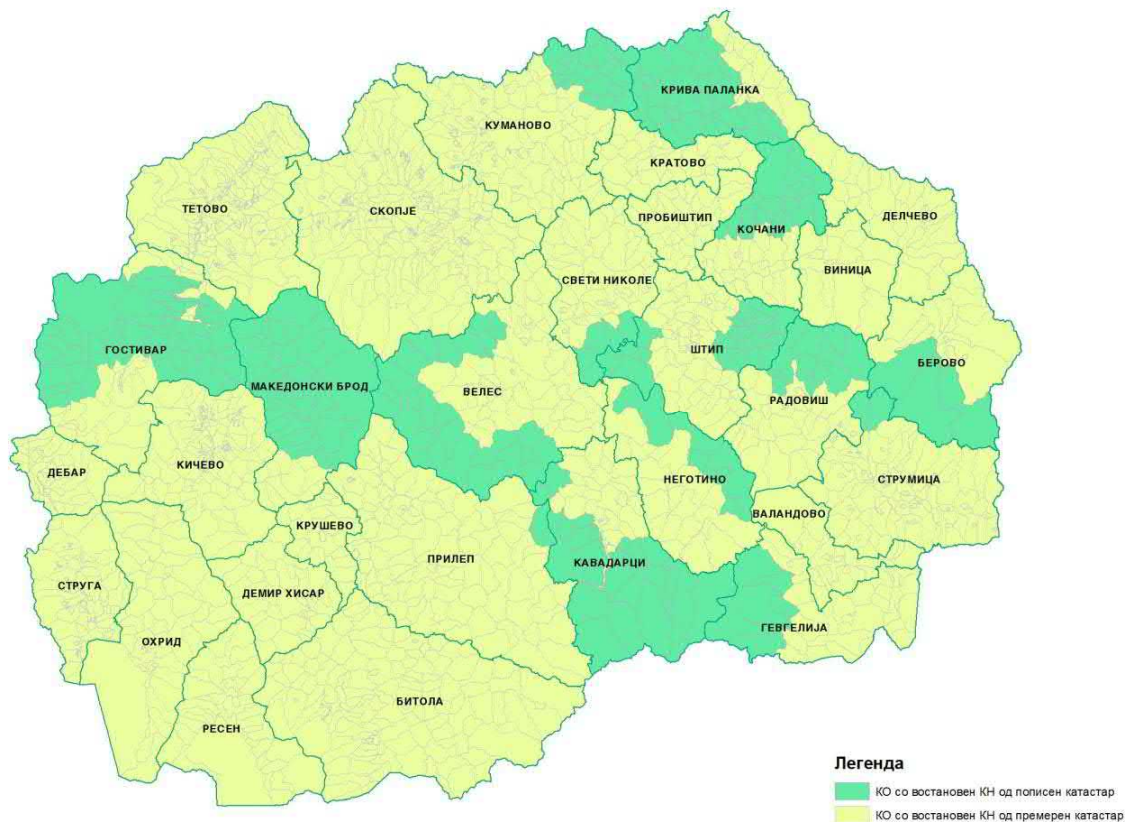 КРИВА ПАЛАНКА
КУМАНОВО
КРАТОВО
ТЕТОВО
СКОПЈЕ
ПРОБИШТИП
ДЕЛЧЕВО
КОЧАНИ
ВИНИЦА
СВЕТИ НИКОЛЕ
ГОСТИВАР
ШТИП
БЕРОВО
МАКЕДОНСКИ БРОД
ВЕЛЕС
РАДОВИШ
ДЕБАР
КИЧЕВО
НЕГОТИНО
СТРУМИЦА
ВАЛАНДОВО
КРУШЕВО
ПРИЛЕП
КАВАДАРЦИ
СТРУГА
ДЕМИР ХИСАР
ГЕВГЕЛИЈА
ОХРИД
БИТОЛА
РЕСЕН
Легенда
КО со востановен КН од пописен катастар
КО со востановен КН од премерен катастар